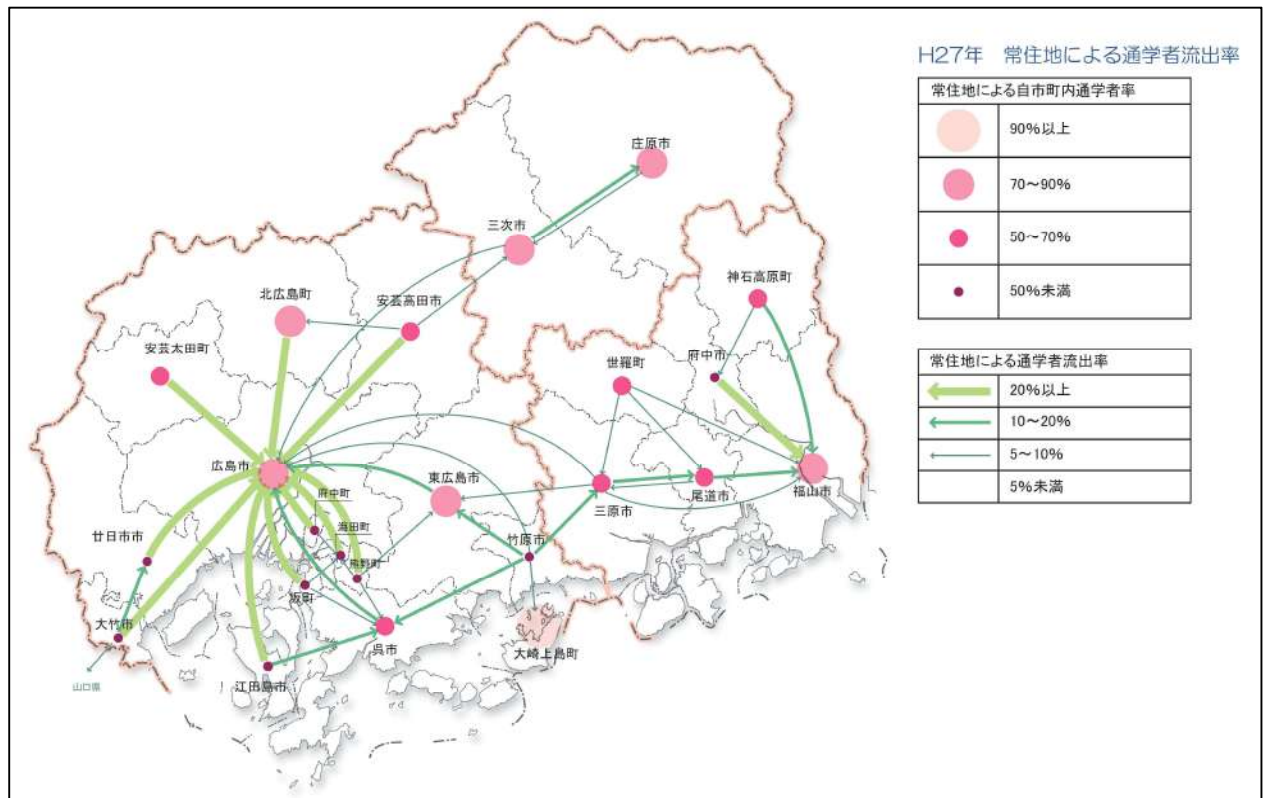 H27年 常住地による通学者流出率
常住地による自市町内通学者率
90%以上
70～90%
50～70%
50%未満
常住地による通学者流出率
20%以上
10～20%
5～10%
5%未満
庄原市
三次市
神石高原町
北広島町
安芸高田市
安芸太田町
世羅町
府中市
広島市
東広島市
府中町
三原市
尾道市
福山市
海田町
廿日市市
竹原市
熊野町
坂町
大竹市
呉市
大崎上島町
山口県
江田島市